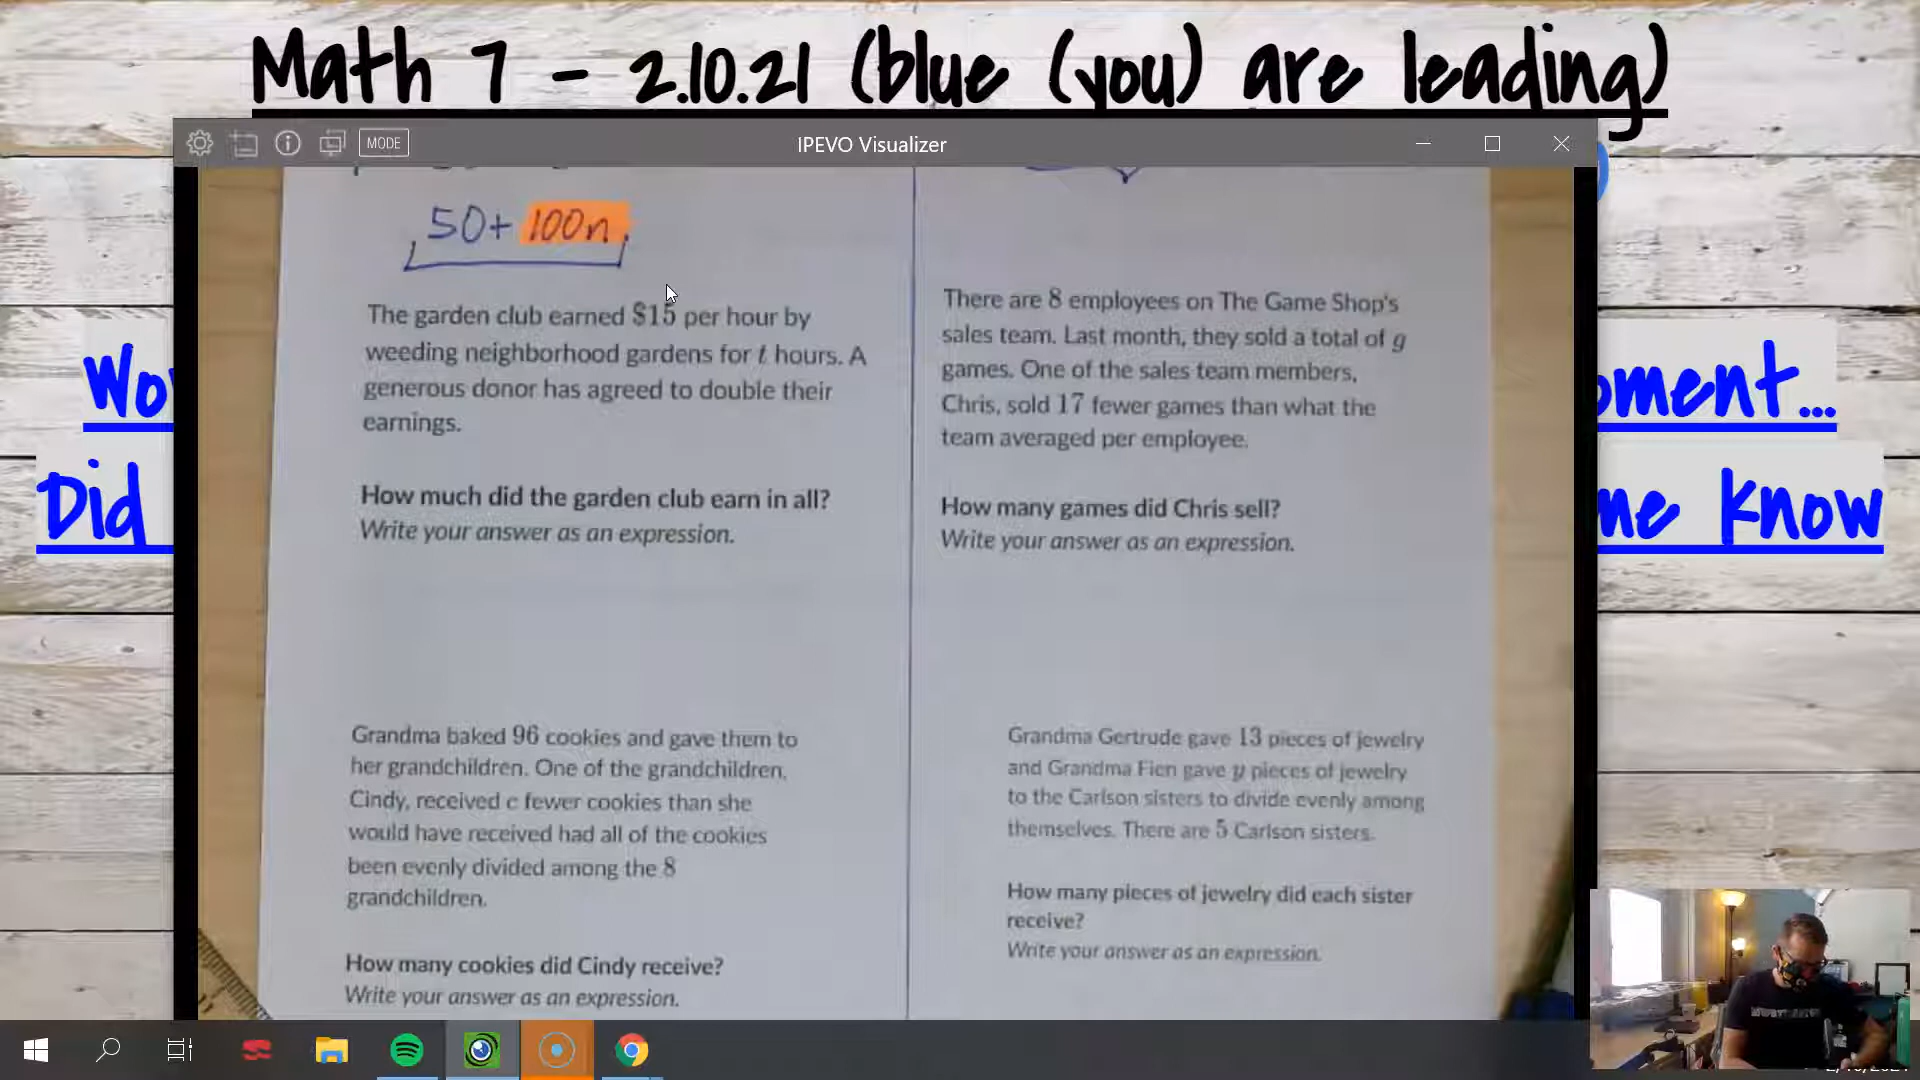 Math 7 - 2.10.21 (blue (you) are leading)
MODE
IPEVO Visualizer
50+ 100n
The garden club earned $15 per hour by
weeding neighborhood gardens for t hours. A
generous donor has agreed to double their
earnings.
How much did the garden club earn in all?
Write your answer as an expression.
There are 8 employees on The Game Shop's
sales team. Last month, they sold a total of g
games. One of the sales team members,
Chris, sold 17 fewer games than what the
team averaged per employee.
How many games did Chris sell?
Write your answer as an expression.
Grandma baked 96 cookies and gave them to
her grandchildren. One of the grandchildren,
Cindy, received c fewer cookies than she
would have received had all of the cookies
been evenly divided among the 8
grandchildren.
How many cookies did Cindy receive?
Write your answer as an expression.
Grandma Gertrude gave 13 pieces of jewelry
and Grandma Fien gave y pieces of jewelry
to the Carlson sisters to divide evenly among
themselves. There are 5 Carlson sisters.
How many pieces of jewelry did each sister
receive?
Write your answer as an expression.
Did
know